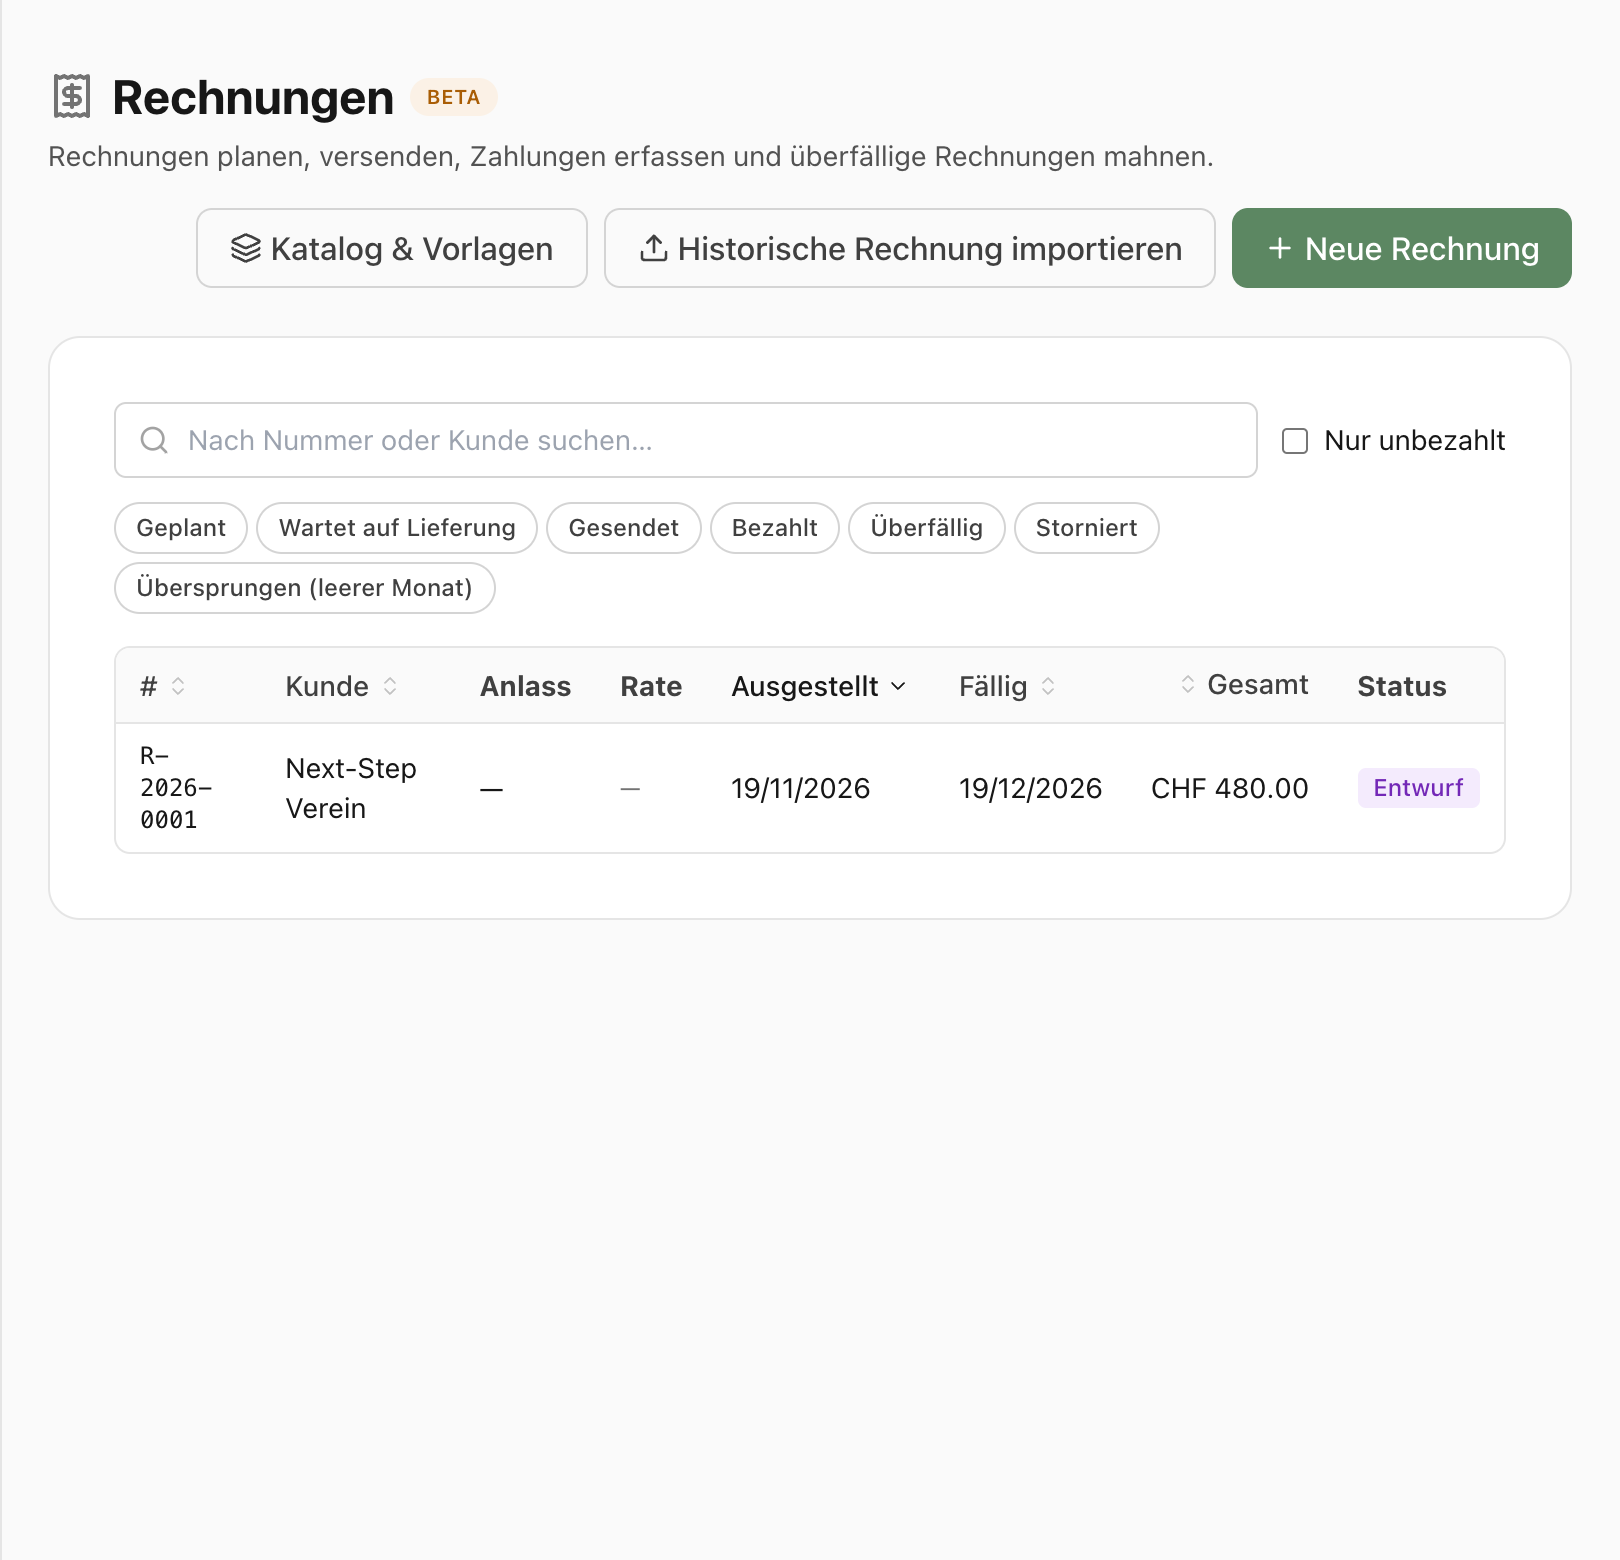 Rechnungen BETA
Rechnungen planen, versenden, Zahlungen erfassen und überfällige Rechnungen mahnen.
Katalog & Vorlagen Historische Rechnung importieren + Neue Rechnung
Nach Nummer oder Kunde suchen... Nur unbezahlt
Geplant Wartet auf Lieferung Gesendet Bezahlt Überfällig Storniert
Übersprungen (leerer Monat)
# Kunde Anlass Rate Ausgestellt Fällig Gesamt Status
R-2026-0001 Next-Step Verein — — 19/11/2026 19/12/2026 CHF 480.00 Entwurf